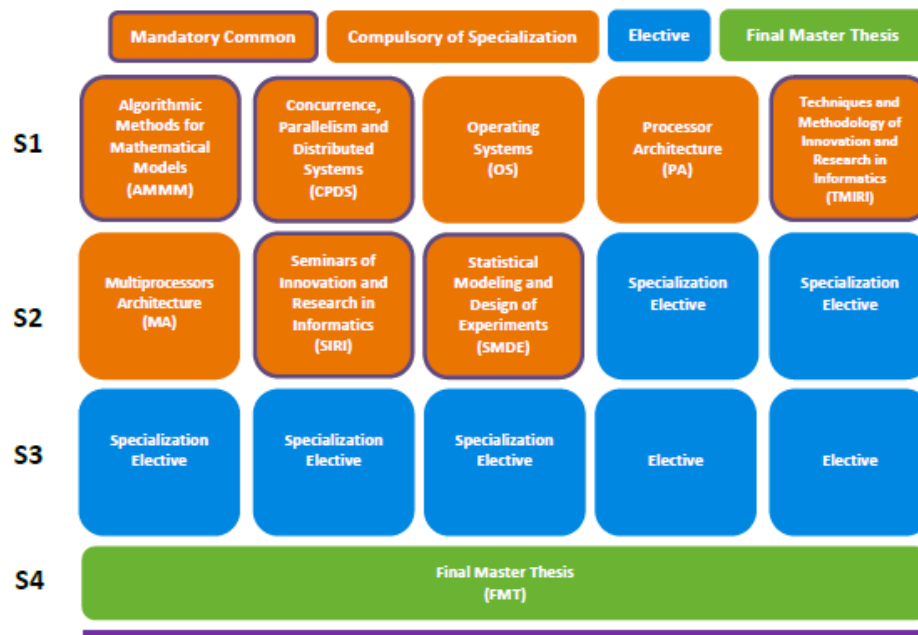 Mandatory Common
Compulsory of Specialization
Elective
Final Master Thesis
S1
Algorithmic
Methods for
Mathematical
Models
(AMMM)
Concurrence,
Parallelism and
Distributed
Systems
(CPDS)
Operating
Systems
(OS)
Processor
Architecture
(PA)
Techniques and
Methodology of
Innovation and
Research in
Informatics
(TMIRI)
S2
Multiprocessors
Architecture
(MA)
Seminars of
Innovation and
Research in
Informatics
(SIRI)
Statistical
Modeling and
Design of
Experiments
(SMDE)
Specialization
Elective
Specialization
Elective
S3
Specialization
Elective
Specialization
Elective
Specialization
Elective
Elective
Elective
S4
Final Master Thesis
(FMT)